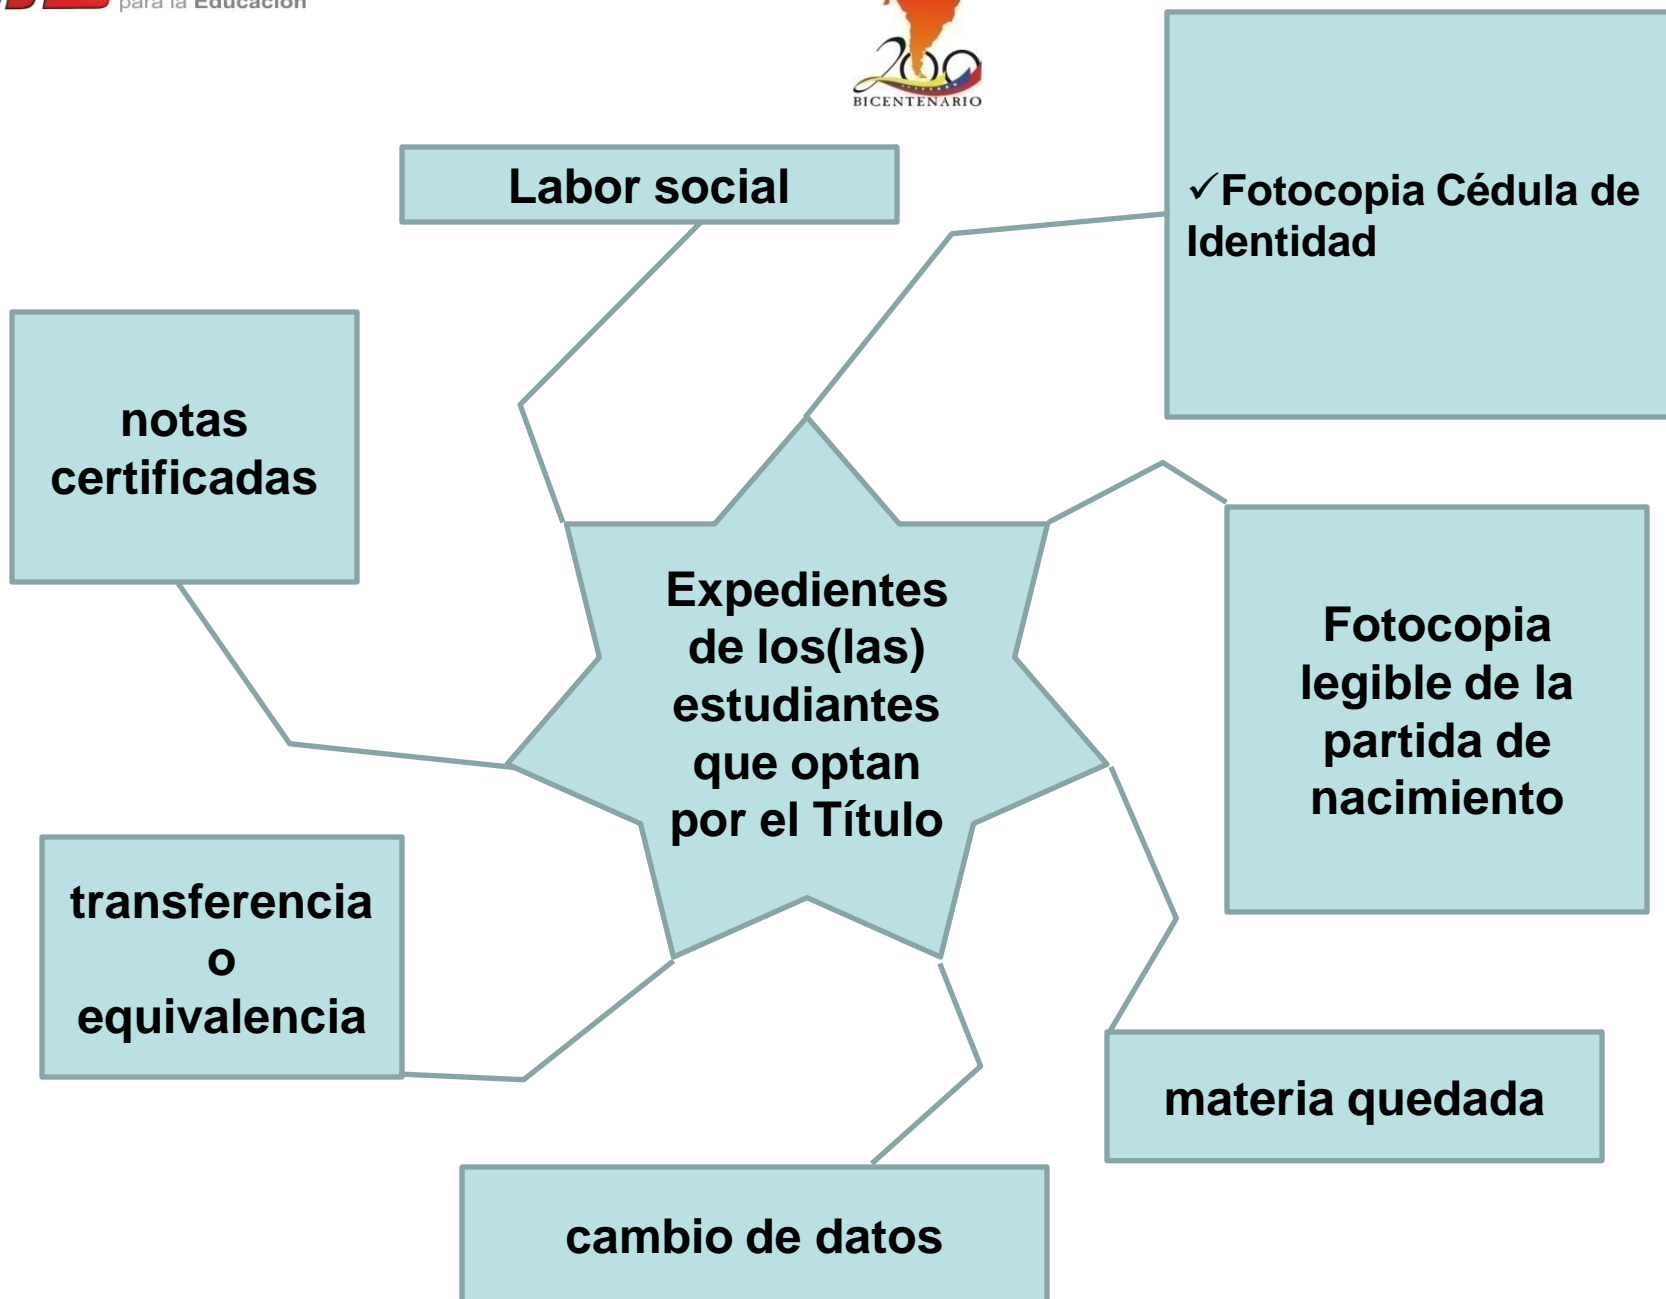 para la Educación
200
BICENTENARIO
Labor social
✓Fotocopia Cédula de
Identidad
notas
certificadas
Expedientes
de los(las)
estudiantes
que optan
por el Título
Fotocopia
legible de la
partida de
nacimiento
transferencia
o
equivalencia
materia quedada
cambio de datos